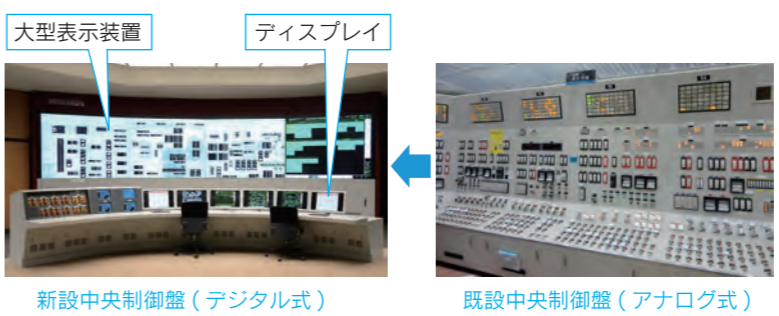 大型表示装置
ディスプレイ
新設中央制御盤 ( デジタル式 )
既設中央制御盤 ( アナログ式 )